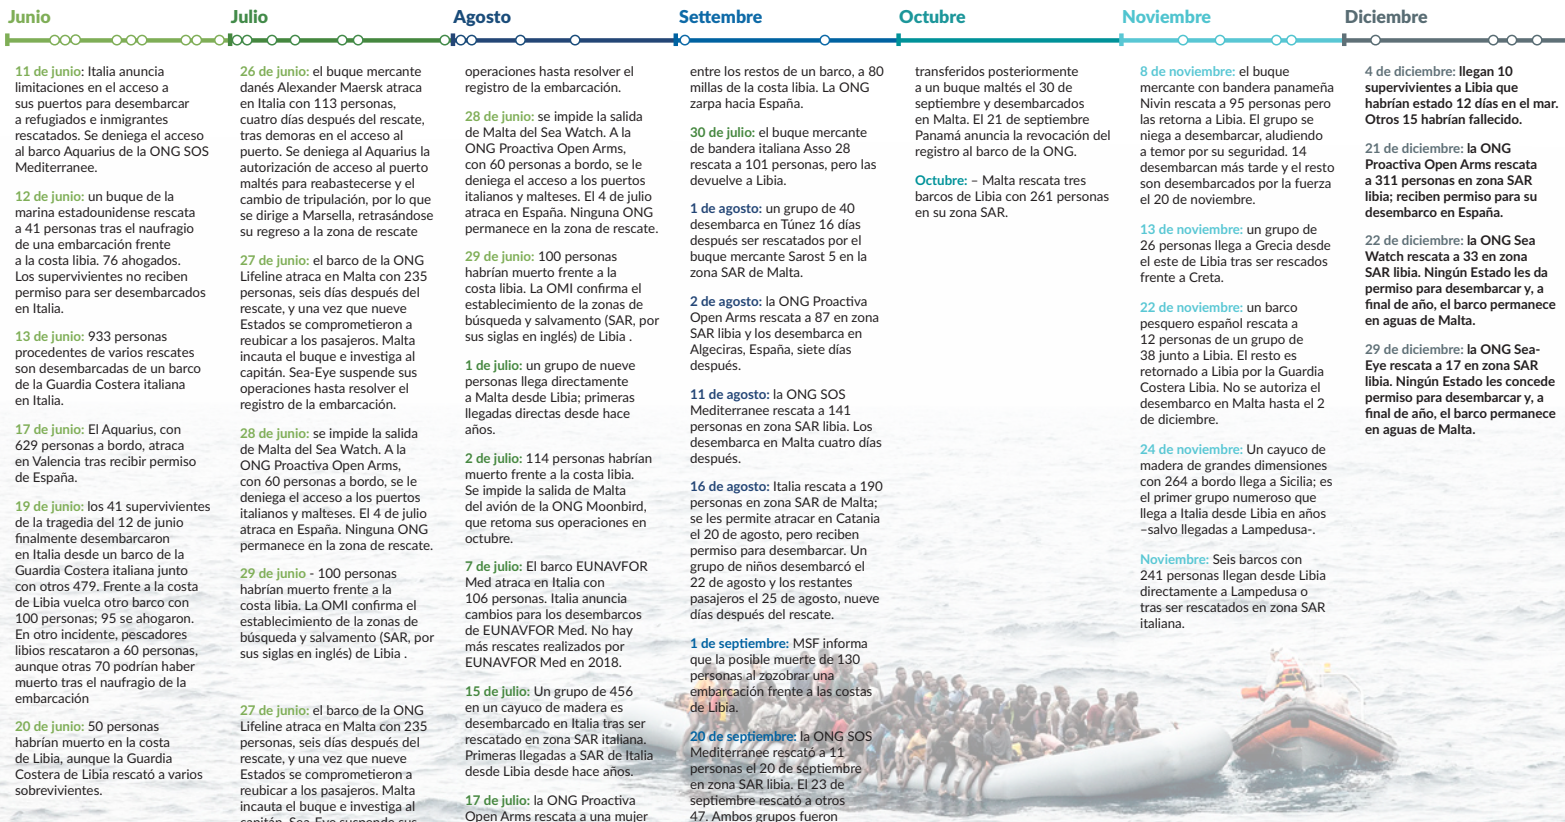 Junio
Julio
Agosto
Settembre
Octubre
Noviembre
Diciembre
11 de junio: Italia anuncia
limitaciones en el acceso a
sus puertos para desembarcar
a refugiados e inmigrantes
rescatados. Se deniega el acceso
al barco Aquarius de la ONG SOS
Mediterranee.
12 de junio: un buque de la
marina estadounidense rescata
a 41 personas tras el naufragio
de una embarcación frente
a la costa libia. 76 ahogados.
Los supervivientes no reciben
permiso para ser desembarcados
en Italia.
13 de junio: 933 personas
procedentes de varios rescates
son desembarcadas de un barco
de la Guardia Costera italiana
en Italia.
17 de junio: El Aquarius, con
629 personas a bordo, atraca
en Valencia tras recibir permiso
de España.
19 de junio: los 41 supervivientes
de la tragedia del 12 de junio
finalmente desembarcaron
en Italia desde un barco de la
Guardia Costera italiana junto
con otros 479. Frente a la costa
de Libia vuelca otro barco con
100 personas; 95 se ahogaron.
En otro incidente, pescadores
libios rescataron a 60 personas,
aunque otras 70 podrían haber
muerto tras el naufragio de la
embarcación
20 de junio: 50 personas
habrían muerto en la costa
de Libia, aunque la Guardia
Costera de Libia rescató a varios
sobrevivientes.
26 de junio: el buque mercante
danés Alexander Maersk atraca
en Italia con 113 personas,
cuatro días después del rescate,
tras demoras en el acceso al
puerto. Se deniega al Aquarius la
autorización de acceso al puerto
maltés para reabastecerse y el
cambio de tripulación, por lo que
se dirige a Marsella, retrasándose
su regreso a la zona de rescate
27 de junio: el barco de la ONG
Lifeline atraca en Malta con 235
personas, seis días después del
rescate, y una vez que nueve
Estados se comprometieron a
reubicar a los pasajeros. Malta
incauta el buque e investiga al
capitán. Sea-Eye suspende sus
operaciones hasta resolver el
registro de la embarcación.
28 de junio: se impide la salida
de Malta del Sea Watch. A la
ONG Proactiva Open Arms,
con 60 personas a bordo, se le
deniega el acceso a los puertos
italianos y malteses. El 4 de julio
atraca en España. Ninguna ONG
permanece en la zona de rescate.
29 de junio - 100 personas
habrían muerto frente a la
costa libia. La OMI confirma el
establecimiento de la zonas de
búsqueda y salvamento (SAR, por
sus siglas en inglés) de Libia .
27 de junio: el barco de la ONG
Lifeline atraca en Malta con 235
personas, seis días después del
rescate, y una vez que nueve
Estados se comprometieron a
reubicar a los pasajeros. Malta
incauta el buque e investiga al
capitán. Sea-Eye suspende sus
operaciones hasta resolver el
registro de la embarcación.
28 de junio: se impide la salida
de Malta del Sea Watch. A la
ONG Proactiva Open Arms,
con 60 personas a bordo, se le
deniega el acceso a los puertos
italianos y malteses. El 4 de julio
atraca en España. Ninguna ONG
permanece en la zona de rescate.
29 de junio: 100 personas
habrían muerto frente a la
costa libia. La OMI confirma el
establecimiento de la zonas de
búsqueda y salvamento (SAR, por
sus siglas en inglés) de Libia .
1 de julio: un grupo de nueve
personas llega directamente
a Malta desde Libia; primeras
llegadas directas desde hace
años.
2 de julio: 114 personas habrían
muerto frente a la costa libia.
Se impide la salida de Malta
del avión de la ONG Moonbird,
que retoma sus operaciones en
octubre.
7 de julio: El barco EUNAVFOR
Med atraca en Italia con
106 personas. Italia anuncia
cambios para los desembarcos
de EUNAVFOR Med. No hay
más rescates realizados por
EUNAVFOR Med en 2018.
15 de julio: Un grupo de 456
en un cayuco de madera es
desembarcado en Italia tras ser
rescatado en zona SAR italiana.
Primeras llegadas a SAR de Italia
desde Libia desde hace años.
17 de julio: la ONG Proactiva
Open Arms rescata a una mujer
entre los restos de un barco, a 80
millas de la costa libia. La ONG
zarpa hacia España.
30 de julio: el buque mercante
de bandera italiana Asso 28
rescata a 101 personas, pero las
devuelve a Libia.
1 de agosto: un grupo de 40
desembarca en Túnez 16 días
después ser rescatados por el
buque mercante Sarost 5 en la
zona SAR de Malta.
2 de agosto: la ONG Proactiva
Open Arms rescata a 87 en zona
SAR libia y los desembarca en
Algeciras, España, siete días
después.
11 de agosto: la ONG SOS
Mediterranee rescata a 141
personas en zona SAR libia. Los
desembarca en Malta cuatro días
después.
16 de agosto: Italia rescata a 190
personas en zona SAR de Malta;
se les permite atracar en Catania
el 20 de agosto, pero reciben
permiso para desembarcar. Un
grupo de niños desembarcó el
22 de agosto y los restantes
pasajeros el 25 de agosto, nueve
días después del rescate.
1 de septiembre: MSF informa
que la posible muerte de 130
personas al zozobrar una
embarcación frente a las costas
de Libia.
20 de septiembre: la ONG SOS
Mediterranee rescató a 11
personas el 20 de septiembre
en zona SAR libia. El 23 de
septiembre rescató a otros
47. Ambos grupos fueron
transferidos posteriormente
a un buque maltés el 30 de
septiembre y desembarcados
en Malta. El 21 de septiembre
Panamá anuncia la revocación del
registro al barco de la ONG.
Octubre: – Malta rescata tres
barcos de Libia con 261 personas
en su zona SAR.
8 de noviembre: el buque
mercante con bandera panameña
Nivin rescata a 95 personas pero
las retorna a Libia. El grupo se
niega a desembarcar, aludiendo
a temor por su seguridad. 14
desembarcan más tarde y el resto
son desembarcados por la fuerza
el 20 de noviembre.
13 de noviembre: un grupo de
26 personas llega a Grecia desde
el este de Libia tras ser rescados
frente a Creta.
22 de noviembre: un barco
pesquero español rescata a
12 personas de un grupo de
38 junto a Libia. El resto es
retornado a Libia por la Guardia
Costera Libia. No se autoriza el
desembarco en Malta hasta el 2
de diciembre.
24 de noviembre: Un cayuco de
madera de grandes dimensiones
con 264 a bordo llega a Sicilia; es
el primer grupo numeroso que
llega a Italia desde Libia en años
–salvo llegadas a Lampedusa-.
Noviembre: Seis barcos con
241 personas llegan desde Libia
directamente a Lampedusa o
tras ser rescatados en zona SAR
italiana.
4 de diciembre: llegan 10
supervivientes a Libia que
habrían estado 12 días en el mar.
Otros 15 habrían fallecido.
21 de diciembre: la ONG
Proactiva Open Arms rescata
a 311 personas en zona SAR
libia; reciben permiso para su
desembarco en España.
22 de diciembre: la ONG Sea
Watch rescata a 33 en zona
SAR libia. Ningún Estado les da
permiso para desembarcar y, a
final de año, el barco permanece
en aguas de Malta.
29 de diciembre: la ONG Sea-
Eye rescata a 17 en zona SAR
libia. Ningún Estado les concede
permiso para desembarcar y, a
final de año, el barco permanece
en aguas de Malta.